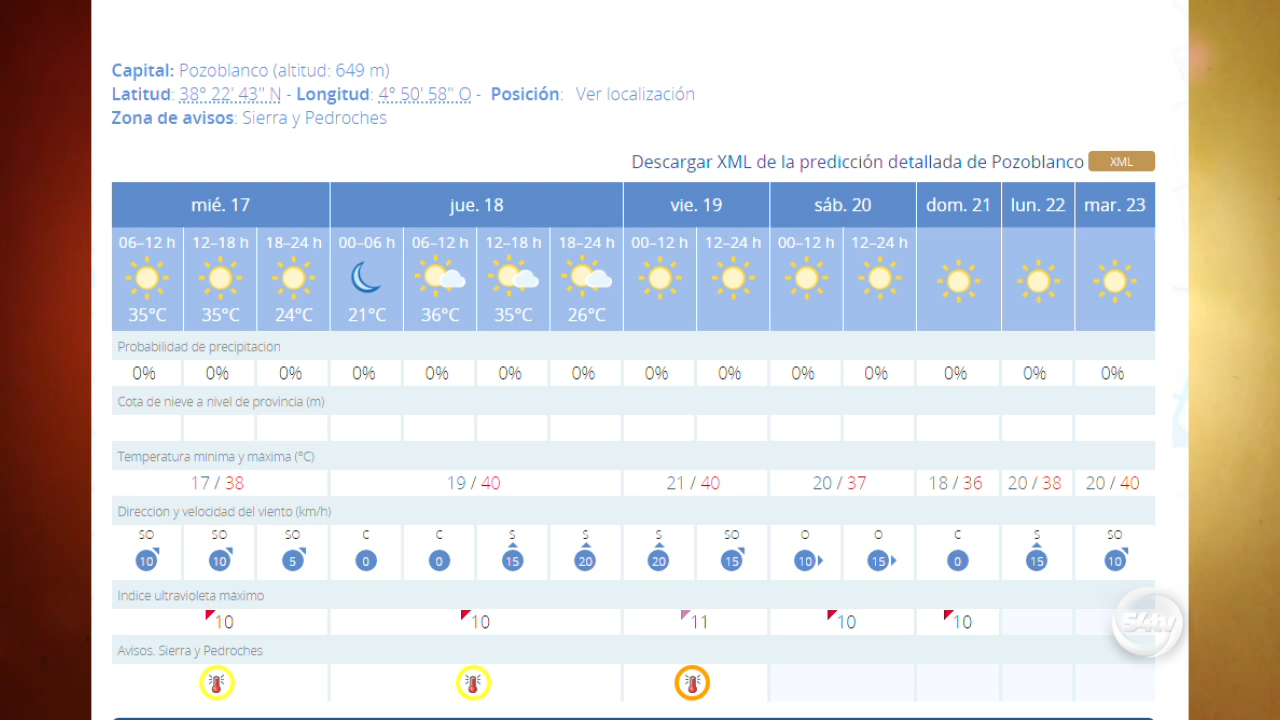 Capital: Pozoblanco (altitud: 649 m)
Latitud: 38° 22' 43'' N - Longitud: 4° 50' 58'' O - Posición: Ver localización
Zona de avisos: Sierra y Pedroches
Descargar XML de la predicción detallada de Pozoblanco XML
mié. 17 jue. 18 vie. 19 sáb. 20 dom. 21 lun. 22 mar. 23
06–12 h 12–18 h 18–24 h 00–06 h 06–12 h 12–18 h 18–24 h 00–12 h 12–24 h 00–12 h 12–24 h
35°C 35°C 24°C 21°C 36°C 35°C 26°C
Probabilidad de precipitación
0% 0% 0% 0% 0% 0% 0% 0% 0% 0% 0% 0% 0% 0%
Cota de nieve a nivel de provincia (m)
Temperatura mínima y máxima (°C)
17 / 38 19 / 40 21 / 40 20 / 37 18 / 36 20 / 38 20 / 40
Dirección y velocidad del viento (km/h)
SO SO SO C C S S S SO O O C S SO
10 10 5 0 0 15 20 20 15 10 15 0 15 10
Indice ultravioleta maximo
10 10 11 10 10
54tv
Avisos. Sierra y Pedroches